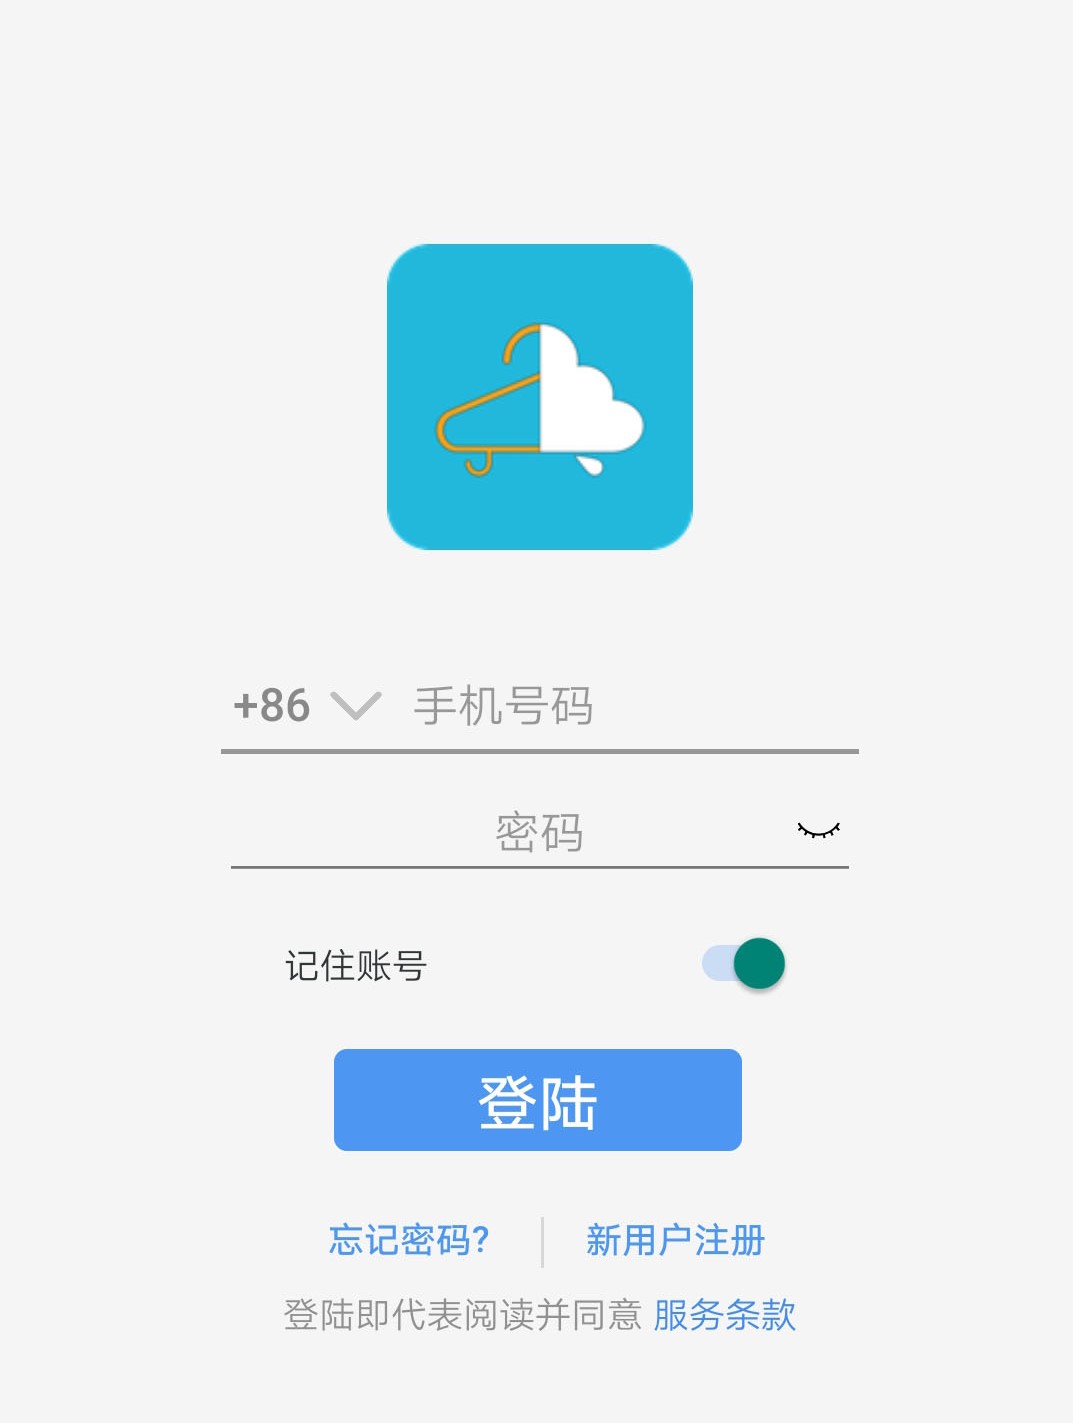 +86 手机号码
密码
记住账号
登陆
忘记密码? 新用户注册
登陆即代表阅读并同意 服务条款